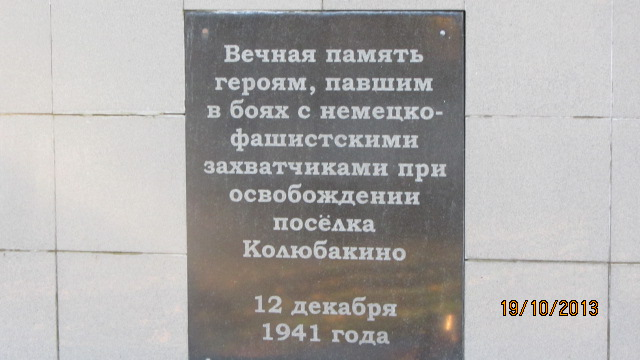 Вечная память
героям, павшим
в боях с немецко-
фашистскими
захватчиками при
освобождении
посёлка
Колюбакино
12 декабря
1941 года
19/10/2013